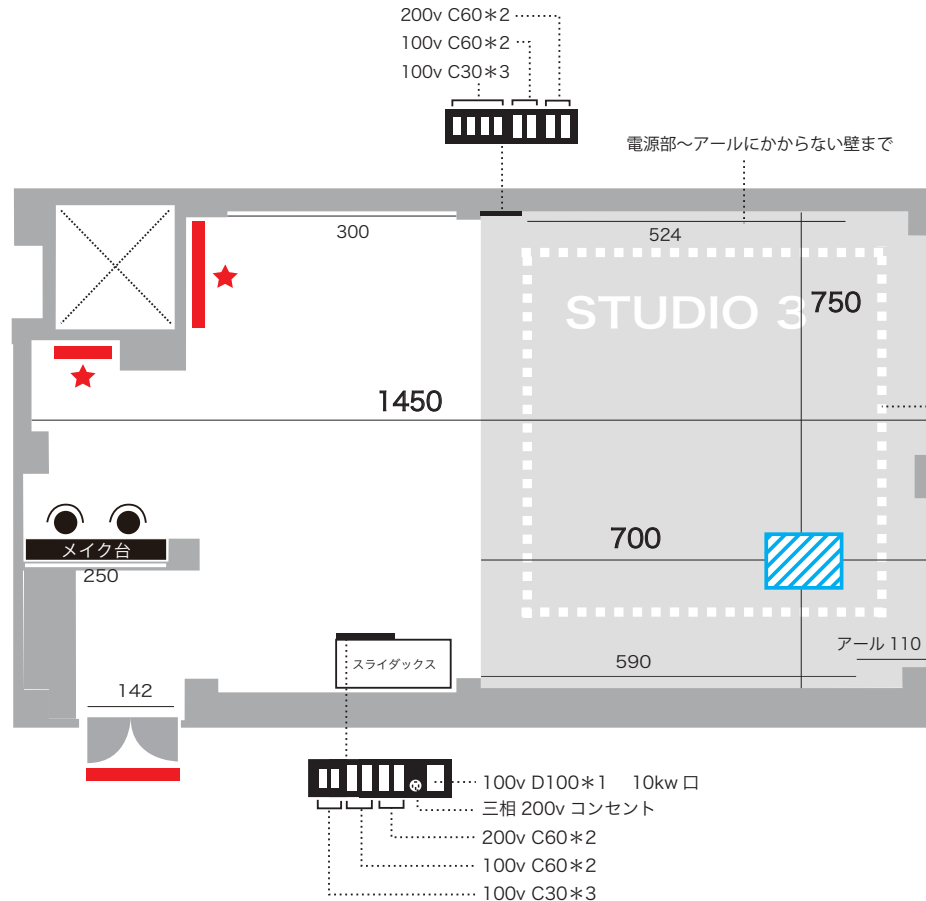 200v C60＊2
100v C60＊2
100v C30＊3
電源部〜アールにかからない壁まで
300
524
STUDIO 3
750
1450
700
メイク台
250
アール 110
スライダックス
590
142
100v D100＊1　10kw 口
三相 200v コンセント
200v C60＊2
100v C60＊2
100v C30＊3